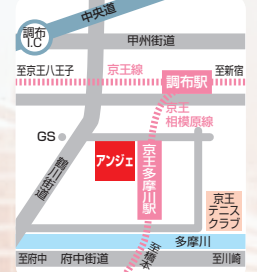 中央道
調布
I.C
甲州街道
至京王八王子
京王線
至新宿
調布駅
京王
相模原線
GS
アンジェ
京王多摩川駅
鶴川街道
京王
テニス
クラブ
多摩川
至府中
府中街道
至橋本
至川崎